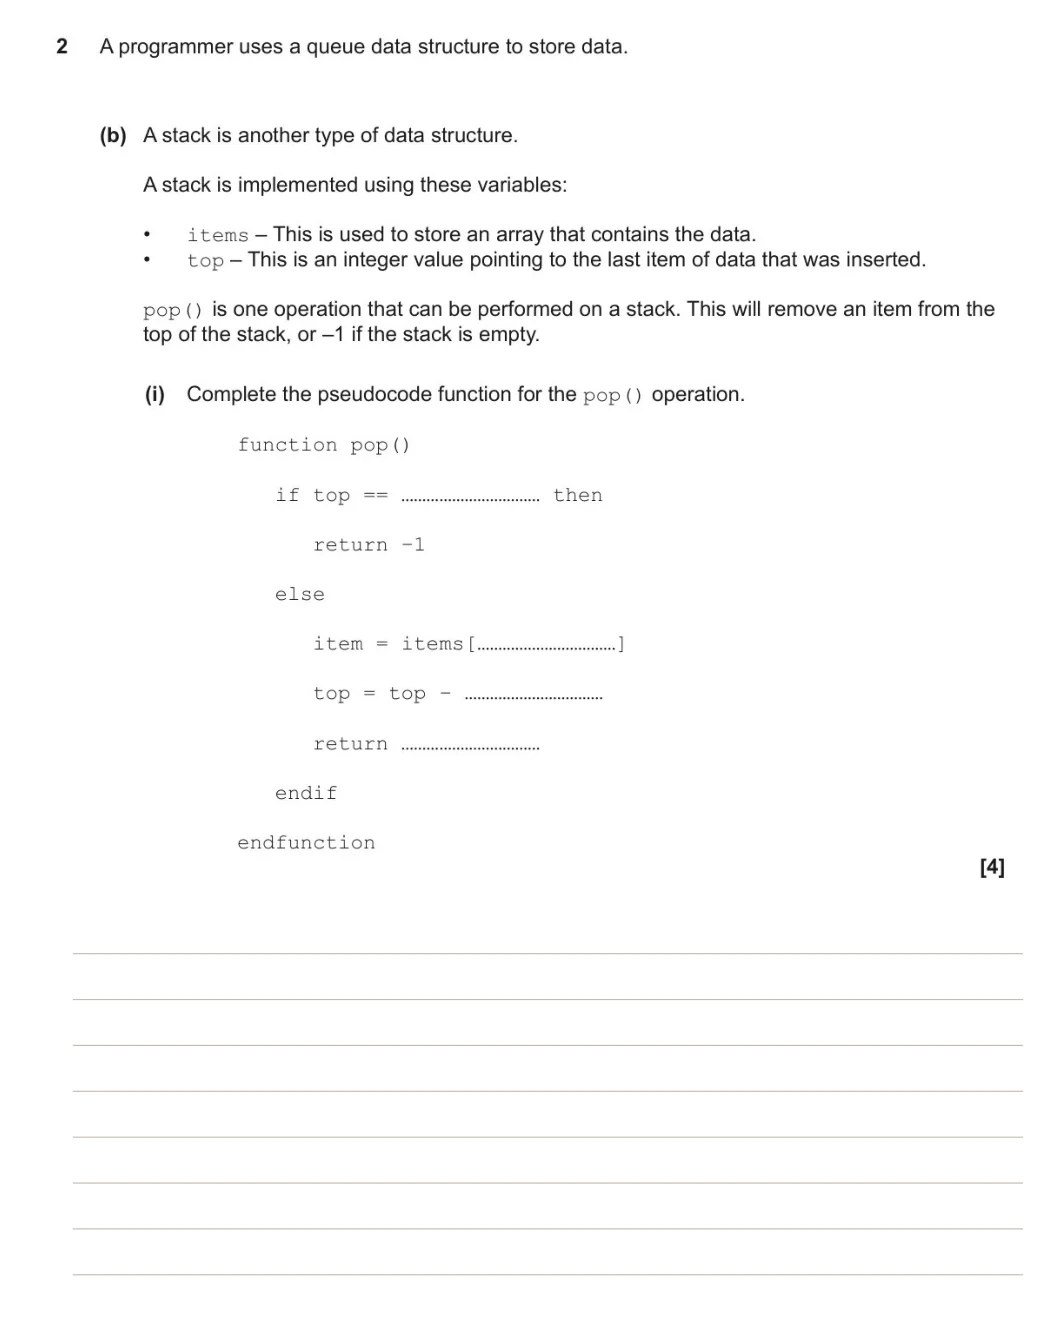 2 A programmer uses a queue data structure to store data.
(b) A stack is another type of data structure.
A stack is implemented using these variables:
• items – This is used to store an array that contains the data.
• top – This is an integer value pointing to the last item of data that was inserted.
pop() is one operation that can be performed on a stack. This will remove an item from the
top of the stack, or –1 if the stack is empty.
(i) Complete the pseudocode function for the pop() operation.
function pop()
if top == ................................. then
return -1
else
item = items[.................................]
top = top - .................................
return .................................
endif
endfunction
[4]